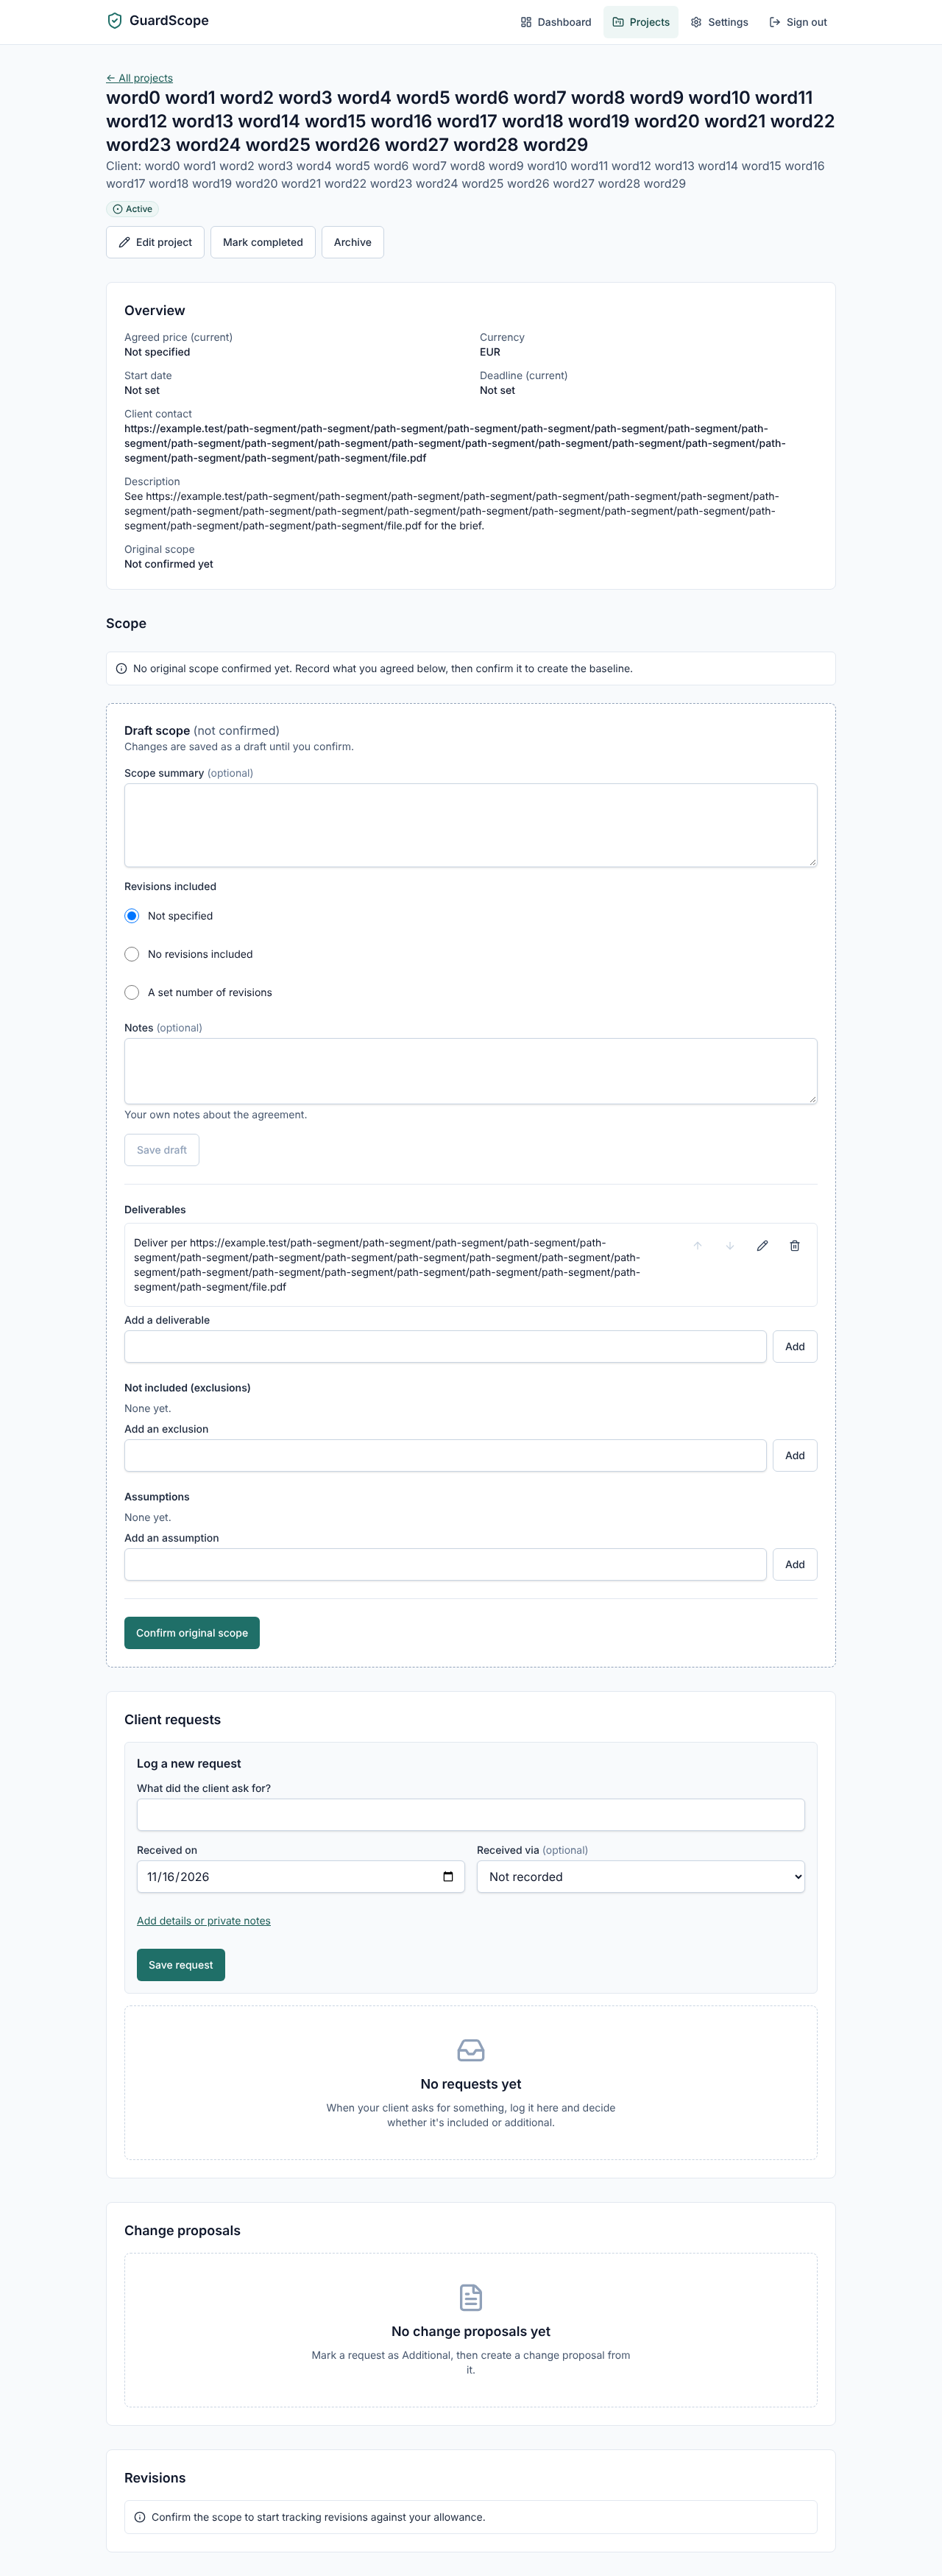 GuardScope
Dashboard
Projects
Settings
Sign out
← All projects
word0 word1 word2 word3 word4 word5 word6 word7 word8 word9 word10 word11
word12 word13 word14 word15 word16 word17 word18 word19 word20 word21 word22
word23 word24 word25 word26 word27 word28 word29
Client: word0 word1 word2 word3 word4 word5 word6 word7 word8 word9 word10 word11 word12 word13 word14 word15 word16
word17 word18 word19 word20 word21 word22 word23 word24 word25 word26 word27 word28 word29
Active
Edit project
Mark completed
Archive
Overview
Agreed price (current)
Not specified
Currency
EUR
Start date
Not set
Deadline (current)
Not set
Client contact
https://example.test/path-segment/path-segment/path-segment/path-segment/path-segment/path-segment/path-segment/path-
segment/path-segment/path-segment/path-segment/path-segment/path-segment/path-segment/path-segment/path-segment/path-
segment/path-segment/path-segment/path-segment/file.pdf
Description
See https://example.test/path-segment/path-segment/path-segment/path-segment/path-segment/path-segment/path-segment/path-
segment/path-segment/path-segment/path-segment/path-segment/path-segment/path-segment/path-segment/path-segment/path-
segment/path-segment/path-segment/path-segment/file.pdf for the brief.
Original scope
Not confirmed yet
Scope
No original scope confirmed yet. Record what you agreed below, then confirm it to create the baseline.
Draft scope (not confirmed)
Changes are saved as a draft until you confirm.
Scope summary (optional)
Revisions included
Not specified
No revisions included
A set number of revisions
Notes (optional)
Your own notes about the agreement.
Save draft
Deliverables
Deliver per https://example.test/path-segment/path-segment/path-segment/path-segment/path-
segment/path-segment/path-segment/path-segment/path-segment/path-segment/path-segment/path-
segment/path-segment/path-segment/path-segment/path-segment/path-segment/path-segment/path-
segment/path-segment/file.pdf
Add a deliverable
Add
Not included (exclusions)
None yet.
Add an exclusion
Add
Assumptions
None yet.
Add an assumption
Add
Confirm original scope
Client requests
Log a new request
What did the client ask for?
Received on
11/16/2026
Received via (optional)
Not recorded
Add details or private notes
Save request
No requests yet
When your client asks for something, log it here and decide
whether it's included or additional.
Change proposals
No change proposals yet
Mark a request as Additional, then create a change proposal from
it.
Revisions
Confirm the scope to start tracking revisions against your allowance.